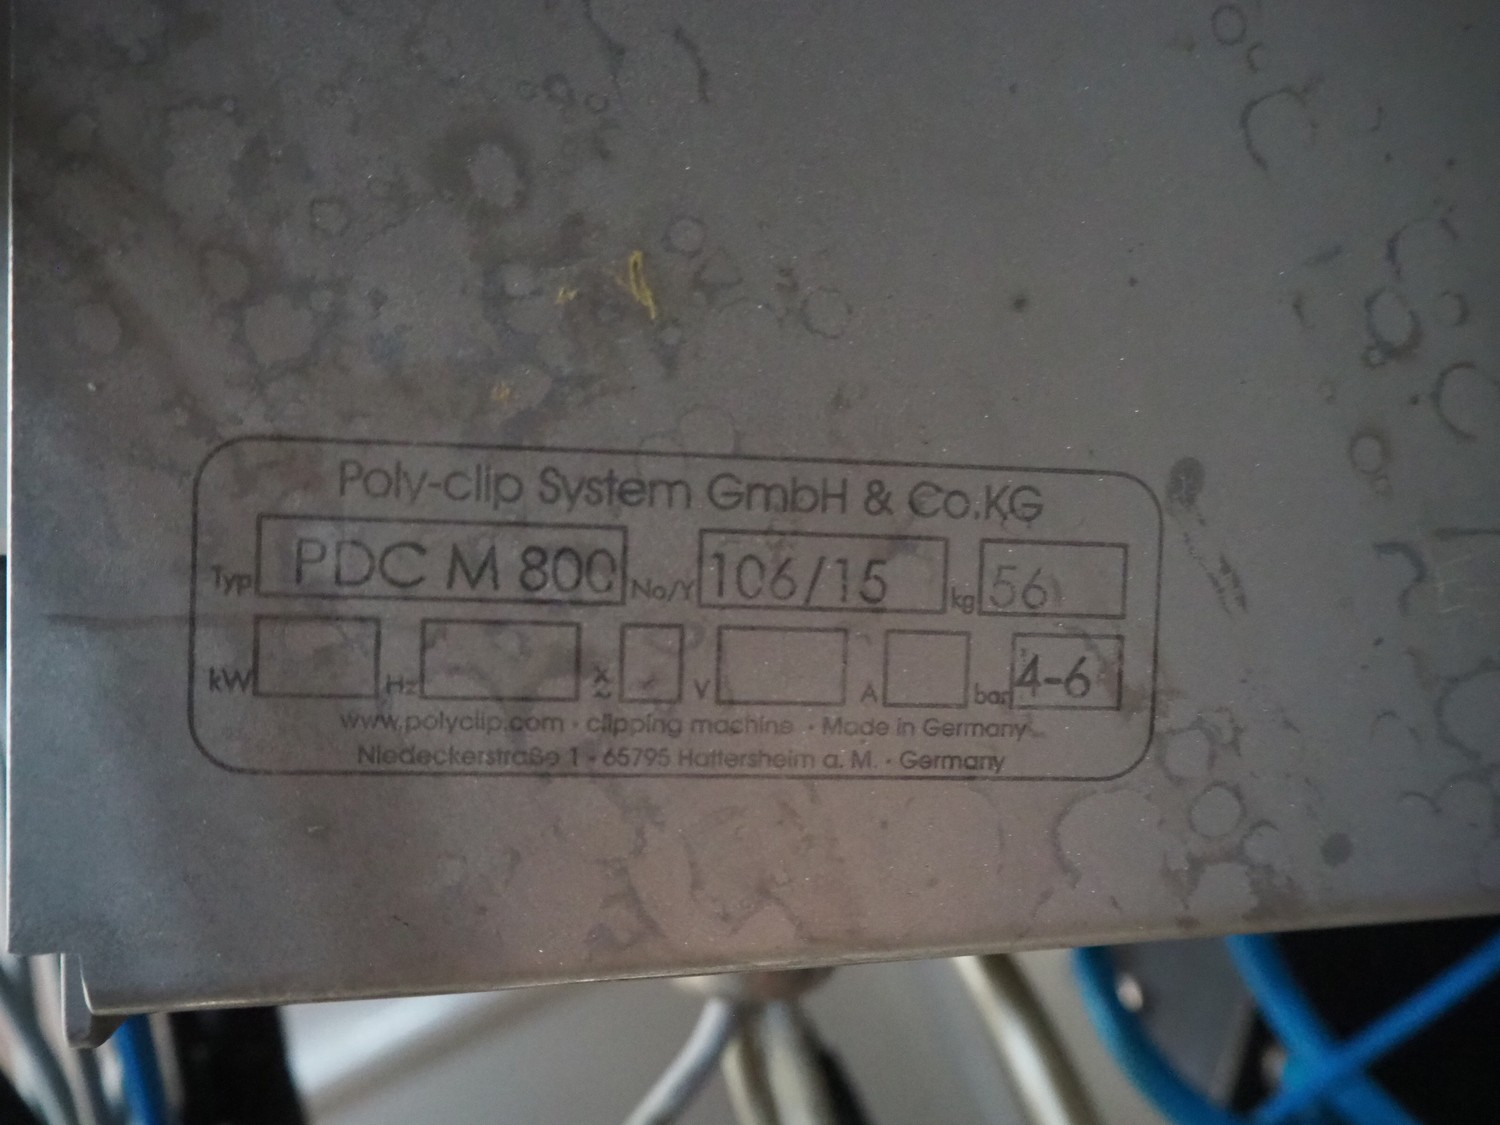 Poly-clip System GmbH & Co.KG
Typ PDC M 800 No/Y 106/15 kg 56
kW Hz V A bar 4-6
www.polyclip.com · clipping machine · Made in Germany
Niedeckerstraße 1 · 65795 Hattersheim a. M. · Germany